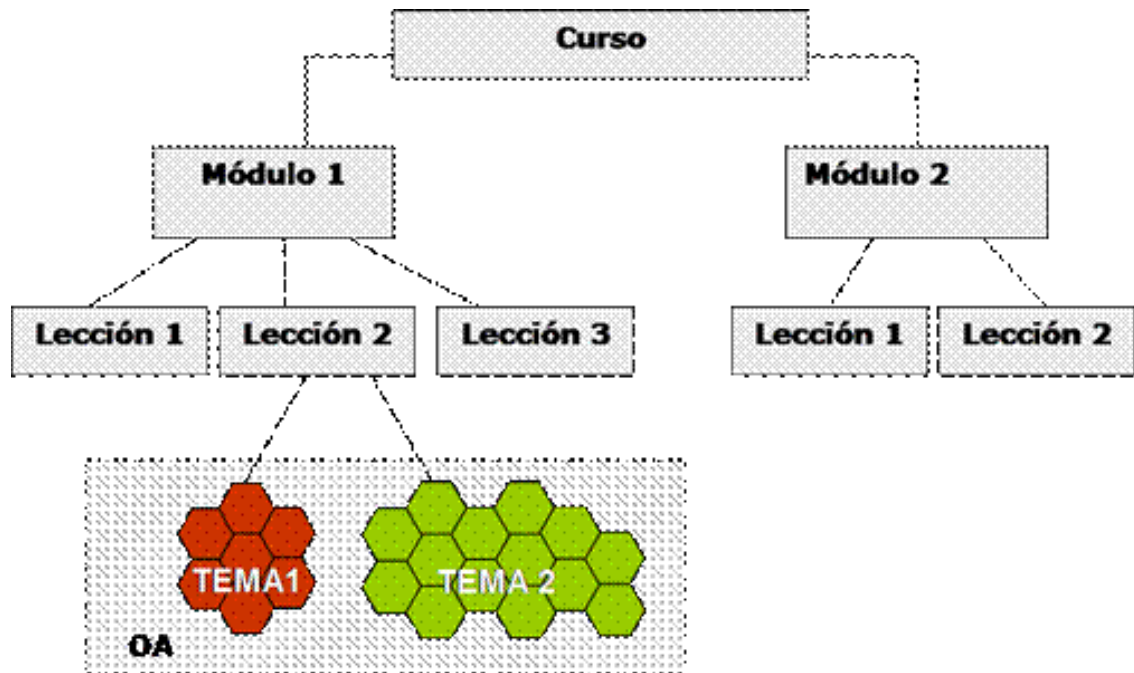 Curso
Módulo 1
Módulo 2
Lección 1
Lección 2
Lección 3
Lección 1
Lección 2
TEMA1
TEMA 2
OA